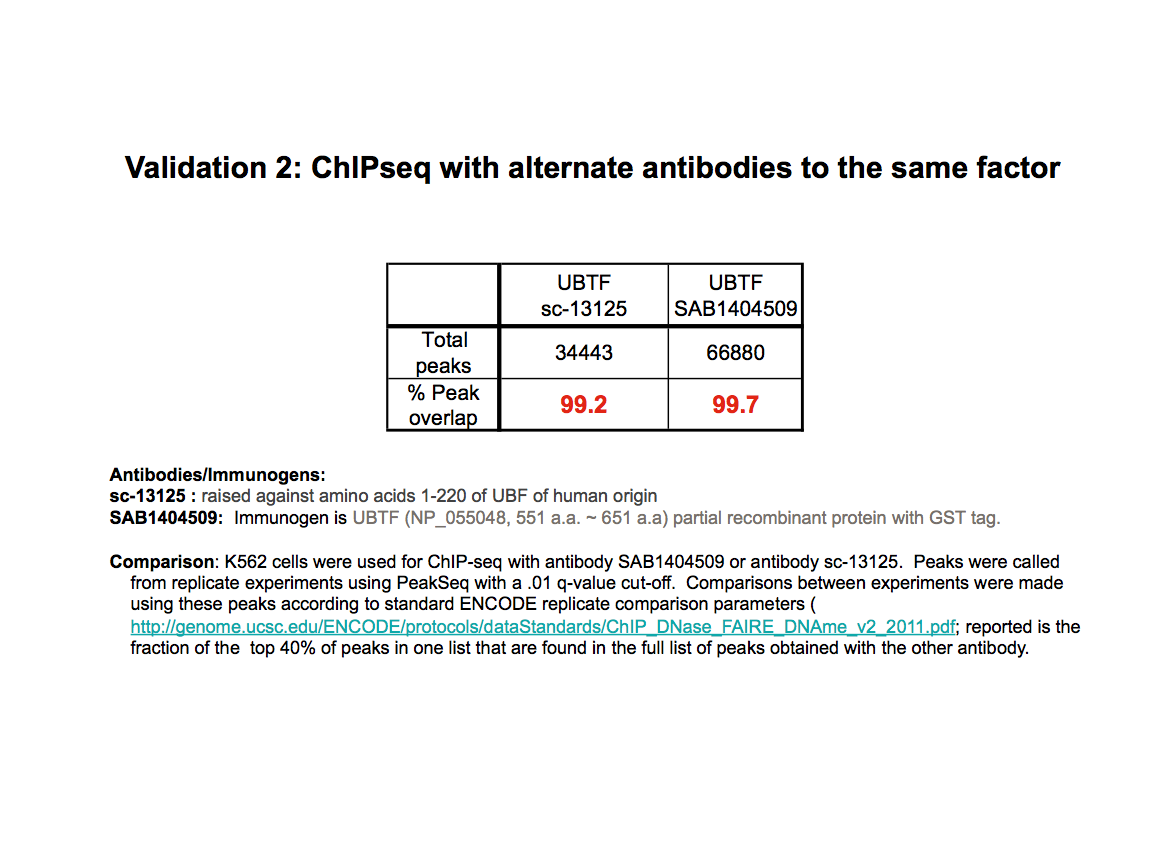 Validation 2: ChIPseq with alternate antibodies to the same factor
UBTF
sc-13125
UBTF
SAB1404509
Total
peaks
34443
66880
% Peak
overlap
99.2
99.7
Antibodies/Immunogens:
sc-13125 : raised against amino acids 1-220 of UBF of human origin
SAB1404509:  Immunogen is UBTF (NP_055048, 551 a.a. ~ 651 a.a) partial recombinant protein with GST tag.
Comparison: K562 cells were used for ChIP-seq with antibody SAB1404509 or antibody sc-13125.  Peaks were called
from replicate experiments using PeakSeq with a .01 q-value cut-off.  Comparisons between experiments were made
using these peaks according to standard ENCODE replicate comparison parameters (
http://genome.ucsc.edu/ENCODE/protocols/dataStandards/ChIP_DNase_FAIRE_DNAme_v2_2011.pdf; reported is the
fraction of the  top 40% of peaks in one list that are found in the full list of peaks obtained with the other antibody.